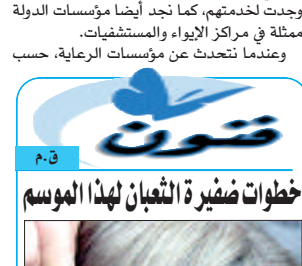 وجدت لخدمتهم، كما نجد أيضا مؤسسات الدولة
ممثلة في مراكز الإيواء والمستشفيات.
وعندما نتحدث عن مؤسسات الرعاية، حسب
فنون
ق.م
خطوات ضفيرة الثعبان لهذا الموسم